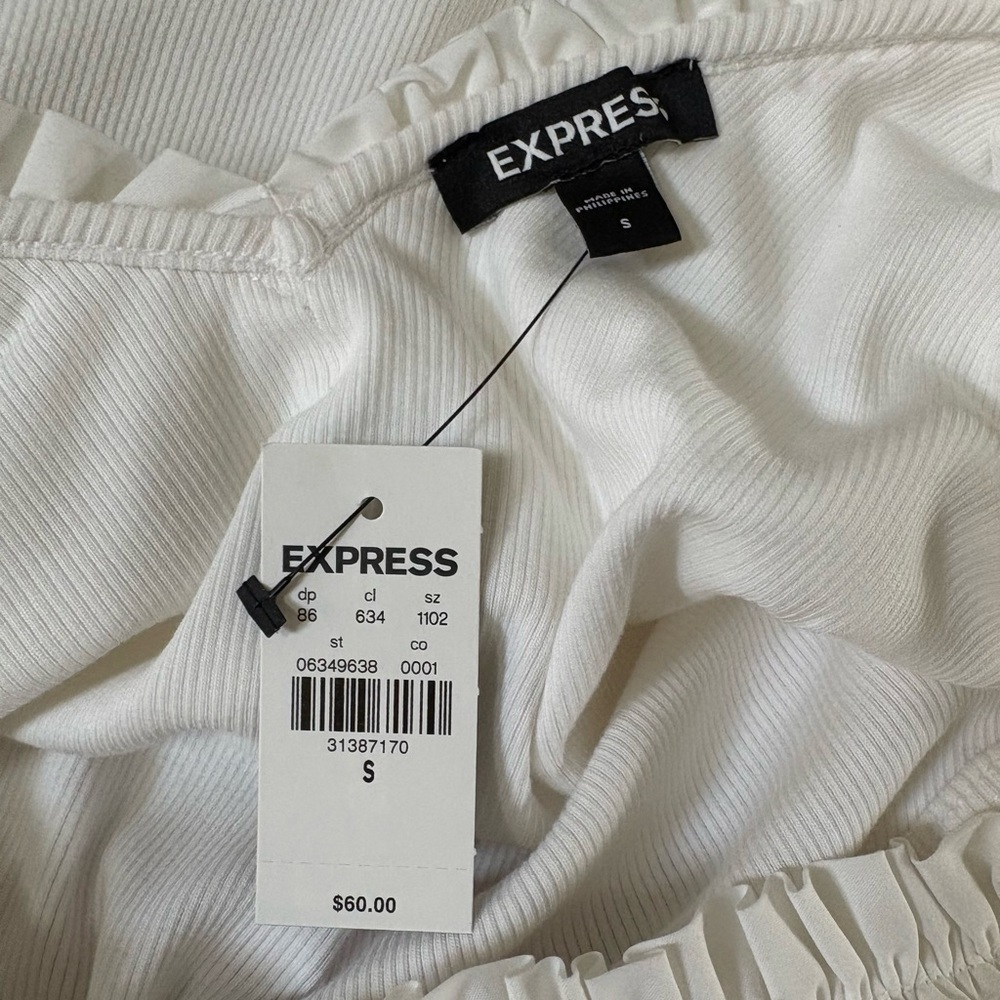 EXPRESS
MADE IN
PHILIPPINES
S
EXPRESS
dp cl sz
86 634 1102
st co
06349638 0001
31387170
S
$60.00